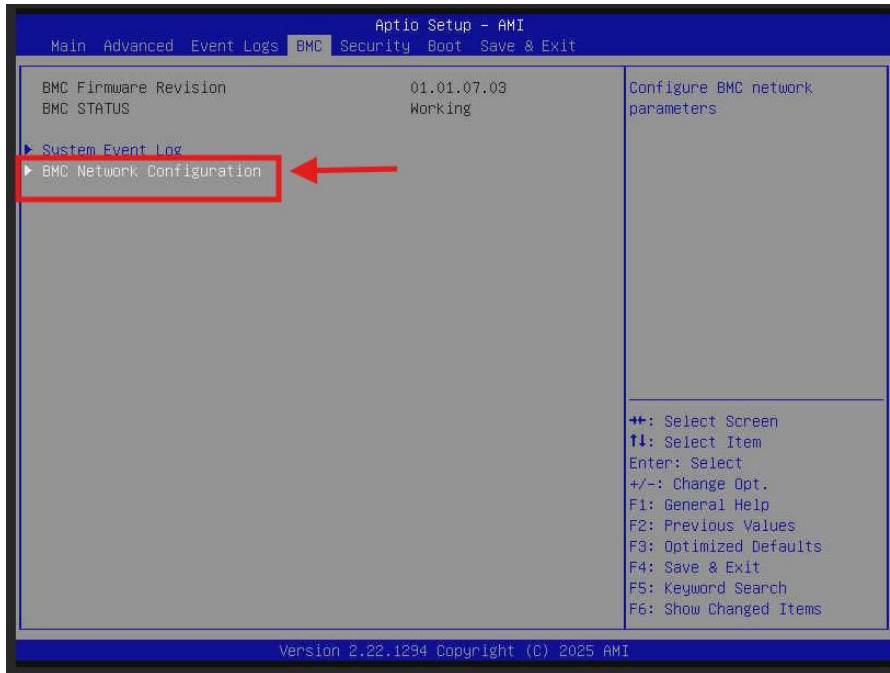 Aptio Setup - AMI
Main Advanced Event Logs BMC Security Boot Save & Exit
BMC Firmware Revision 01.01.07.03
BMC STATUS Working
System Event Log
BMC Network Configuration
Configure BMC network
parameters
→←: Select Screen
↑↓: Select Item
Enter: Select
+/-: Change Opt.
F1: General Help
F2: Previous Values
F3: Optimized Defaults
F4: Save & Exit
F5: Keyword Search
F6: Show Changed Items
Version 2.22.1294 Copyright (C) 2025 AMI